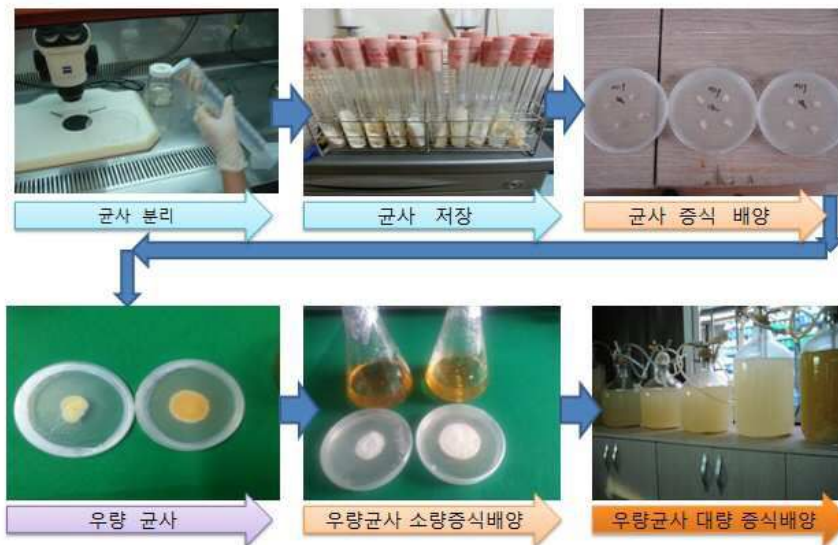 균사 분리
균사 저장
균사 증식 배양
우량 균사
우량균사 소량증식배양
우량균사 대량 증식배양